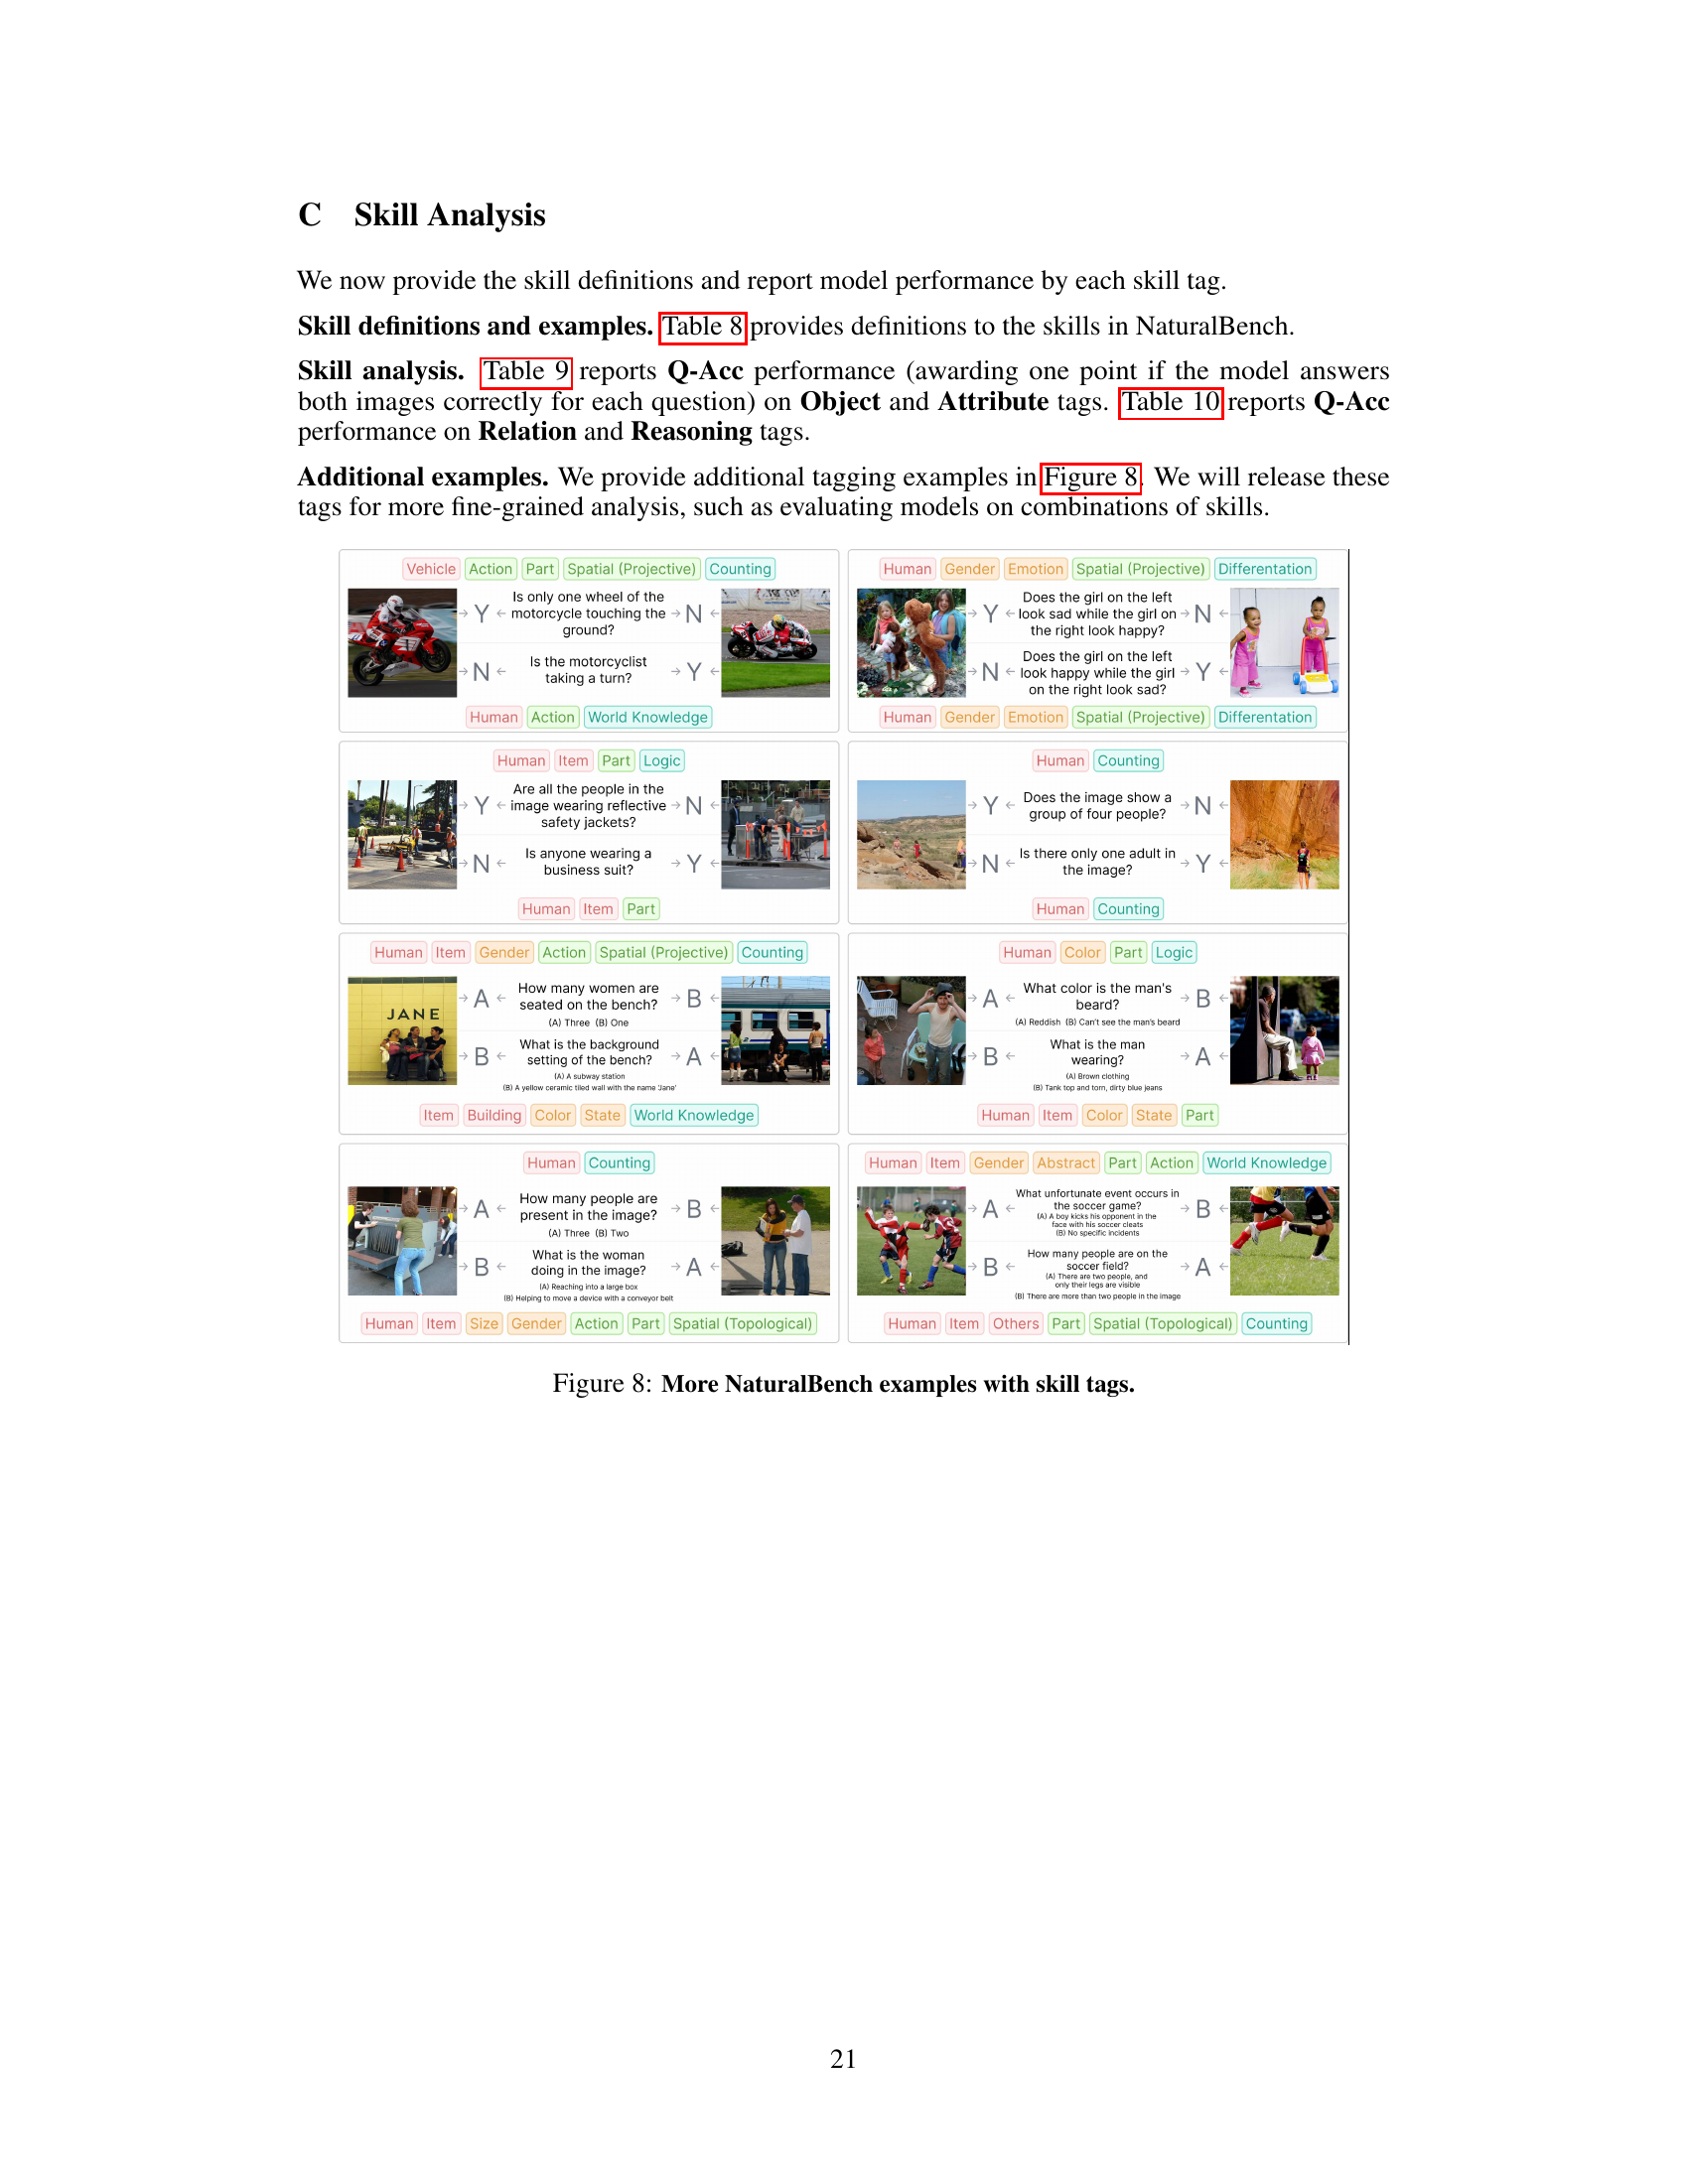 C Skill Analysis
We now provide the skill definitions and report model performance by each skill tag.
Skill definitions and examples. Table 8 provides definitions to the skills in NaturalBench.
Skill analysis. Table 9 reports Q-Acc performance (awarding one point if the model answers
both images correctly for each question) on Object and Attribute tags. Table 10 reports Q-Acc
performance on Relation and Reasoning tags.
Additional examples. We provide additional tagging examples in Figure 8. We will release these
tags for more fine-grained analysis, such as evaluating models on combinations of skills.
Vehicle Action Part Spatial (Projective) Counting
Is only one wheel of the
Y motorcycle touching the N
ground?
Is the motorcyclist
N taking a turn? Y
Human Action World Knowledge
Human Gender Emotion Spatial (Projective) Differentation
Does the girl on the left
Y look sad while the girl on N
the right look happy?
Does the girl on the left
N look happy while the girl Y
on the right look sad?
Human Gender Emotion Spatial (Projective) Differentation
Human Item Part Logic
Are all the people in the
Y image wearing reflective N
safety jackets?
Is anyone wearing a
N business suit? Y
Human Item Part
Human Counting
Does the image show a
Y group of four people? N
Is there only one adult in
N the image? Y
Human Counting
Human Item Gender Action Spatial (Projective) Counting
JANE
How many women are
A seated on the bench? B
(A) Three (B) One
What is the background
B setting of the bench? A
(A) A subway station
(B) A yellow ceramic tiled wall with the name 'Jane'
Item Building Color State World Knowledge
Human Color Part Logic
What color is the man's
A beard? B
(A) Reddish (B) Can't see the man's beard
What is the man
B wearing? A
(A) Brown clothing
(B) Tank top and torn, dirty blue jeans
Human Item Color State Part
Human Counting
How many people are
A present in the image? B
(A) Three (B) Two
What is the woman
B doing in the image? A
(A) Reaching into a large box
(B) Helping to move a device with a conveyor belt
Human Item Size Gender Action Part Spatial (Topological)
Human Item Gender Abstract Part Action World Knowledge
What unfortunate event occurs in
A the soccer game? B
(A) A boy kicks his opponent in the
face with his soccer cleats
(B) No specific incidents
How many people are on the
B soccer field? A
(A) There are two people, and
only their legs are visible
(B) There are more than two people in the image
Human Item Others Part Spatial (Topological) Counting
Figure 8: More NaturalBench examples with skill tags.
21